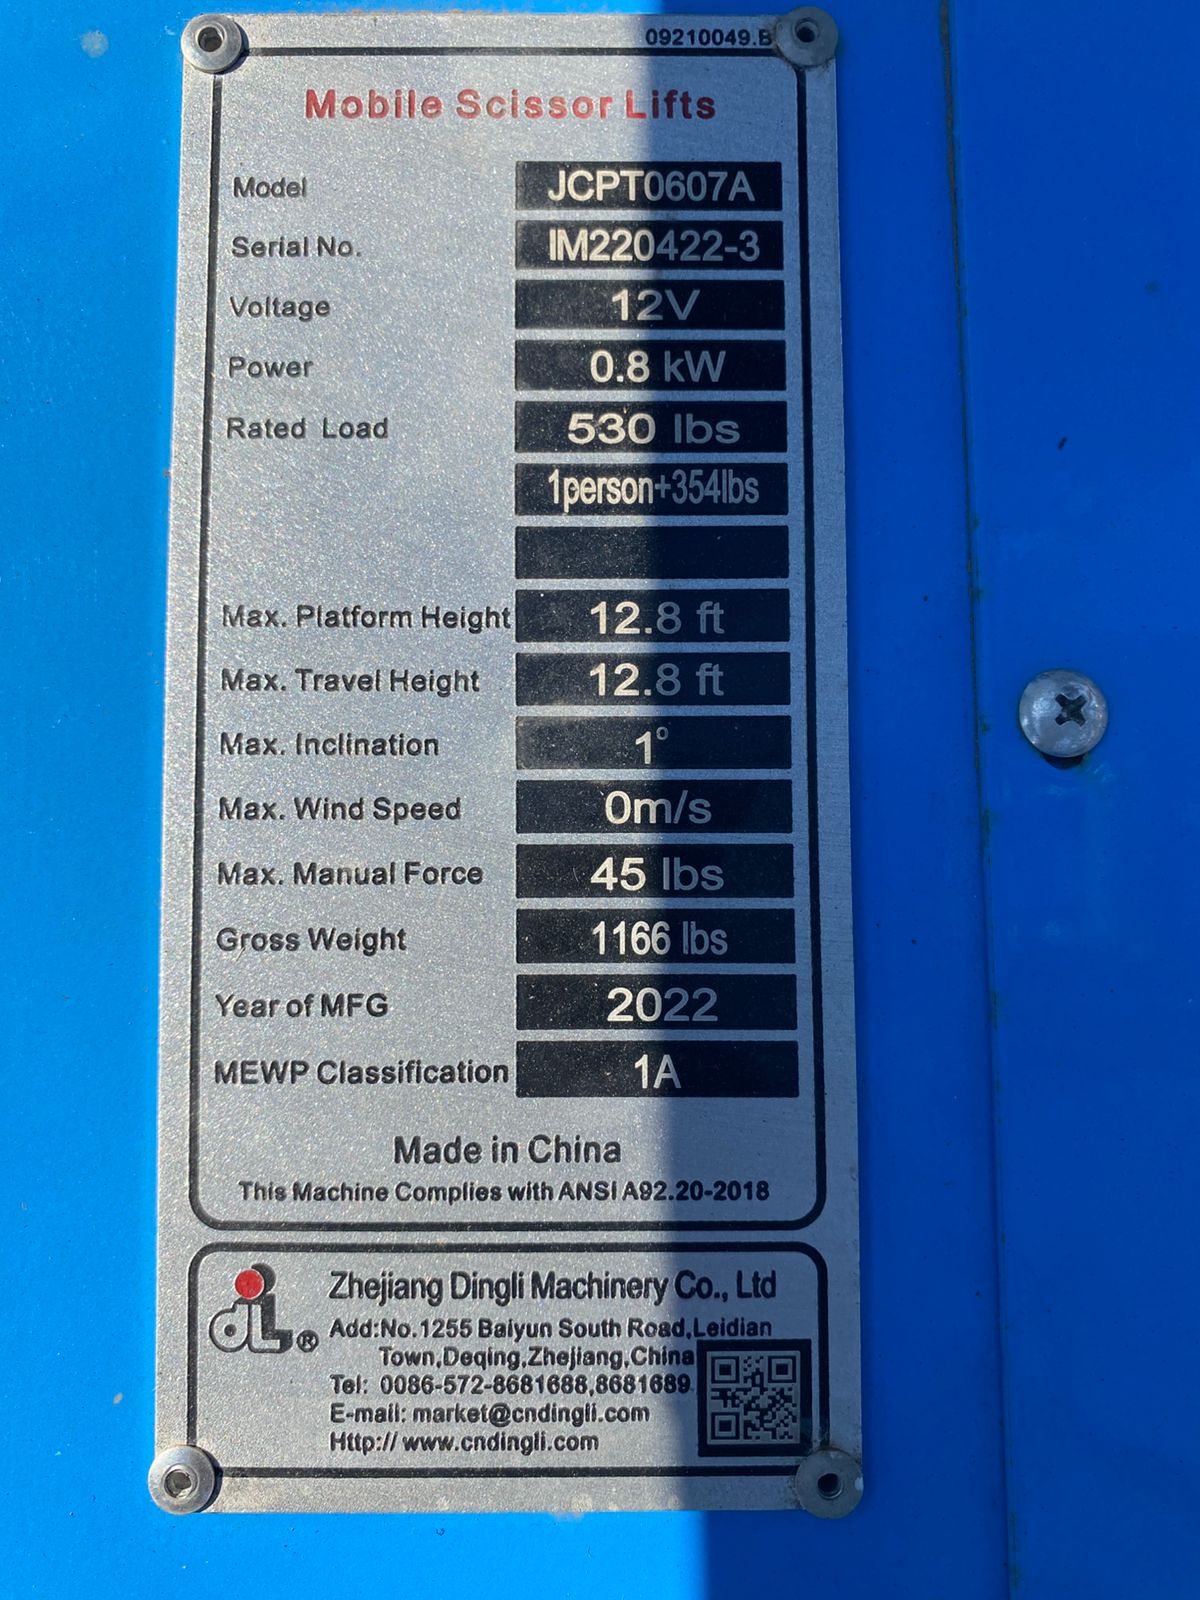 09210049.B
Mobile Scissor Lifts
Model JCPT0607A
Serial No. IM220422-3
Voltage 12V
Power 0.8 kW
Rated Load 530 lbs
1person+354lbs
Max. Platform Height 12.8 ft
Max. Travel Height 12.8 ft
Max. Inclination 1°
Max. Wind Speed 0m/s
Max. Manual Force 45 lbs
Gross Weight 1166 lbs
Year of MFG 2022
MEWP Classification 1A
Made in China
This Machine Complies with ANSI A92.20-2018
dL®
Zhejiang Dingli Machinery Co., Ltd
Add:No.1255 Baiyun South Road,Leidian
Town,Deqing,Zhejiang,China
Tel: 0086-572-8681688,8681689
E-mail: market@cndingli.com
Http// www.cndingli.com